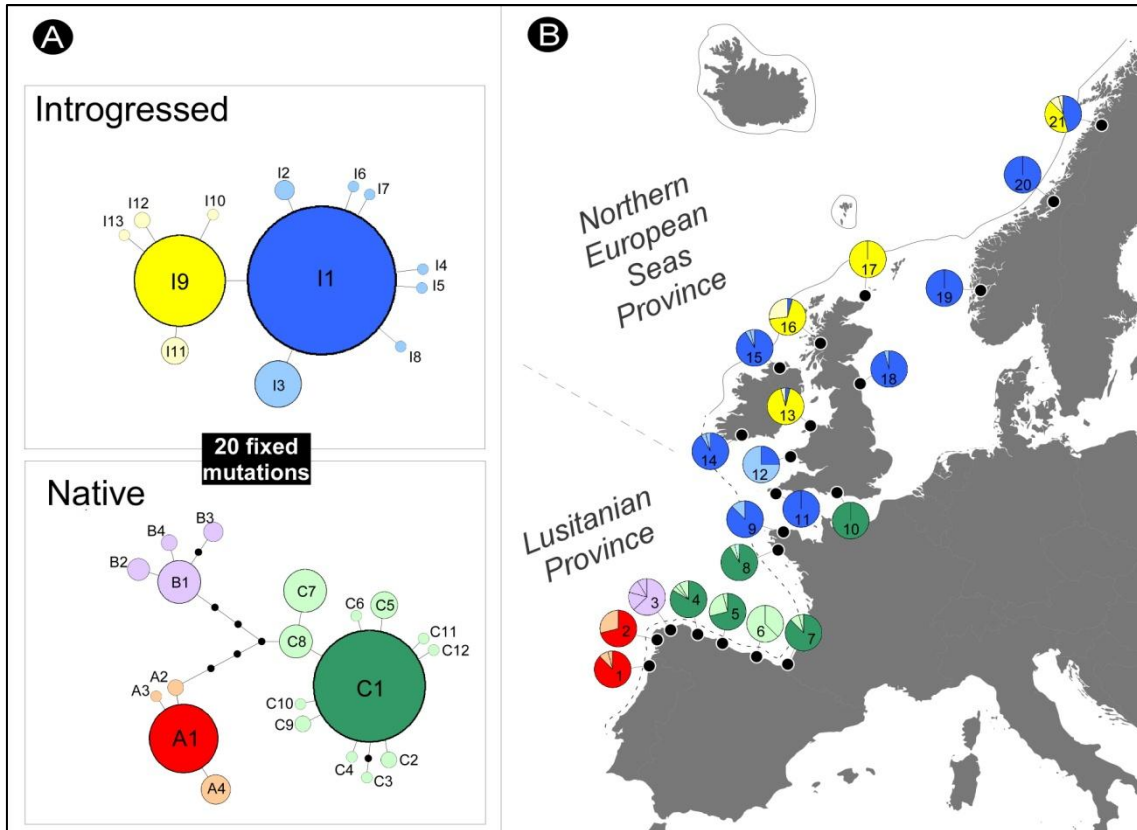 A
Introgressed
I12
I10
I13
I2
I6
I7
I9
I1
I4
I5
I11
I3
I8
20 fixed
mutations
Native
B4
B3
B2
B1
C7
C6
C5
C8
C11
C12
A3
A2
C10
C1
C9
A1
C4
C3
C2
A4
B
Northern
European
Seas
Province
Lusitanian
Province
21
20
17
19
16
15
18
13
14
12
9
11
10
8
3
4
5
6
7
2
1